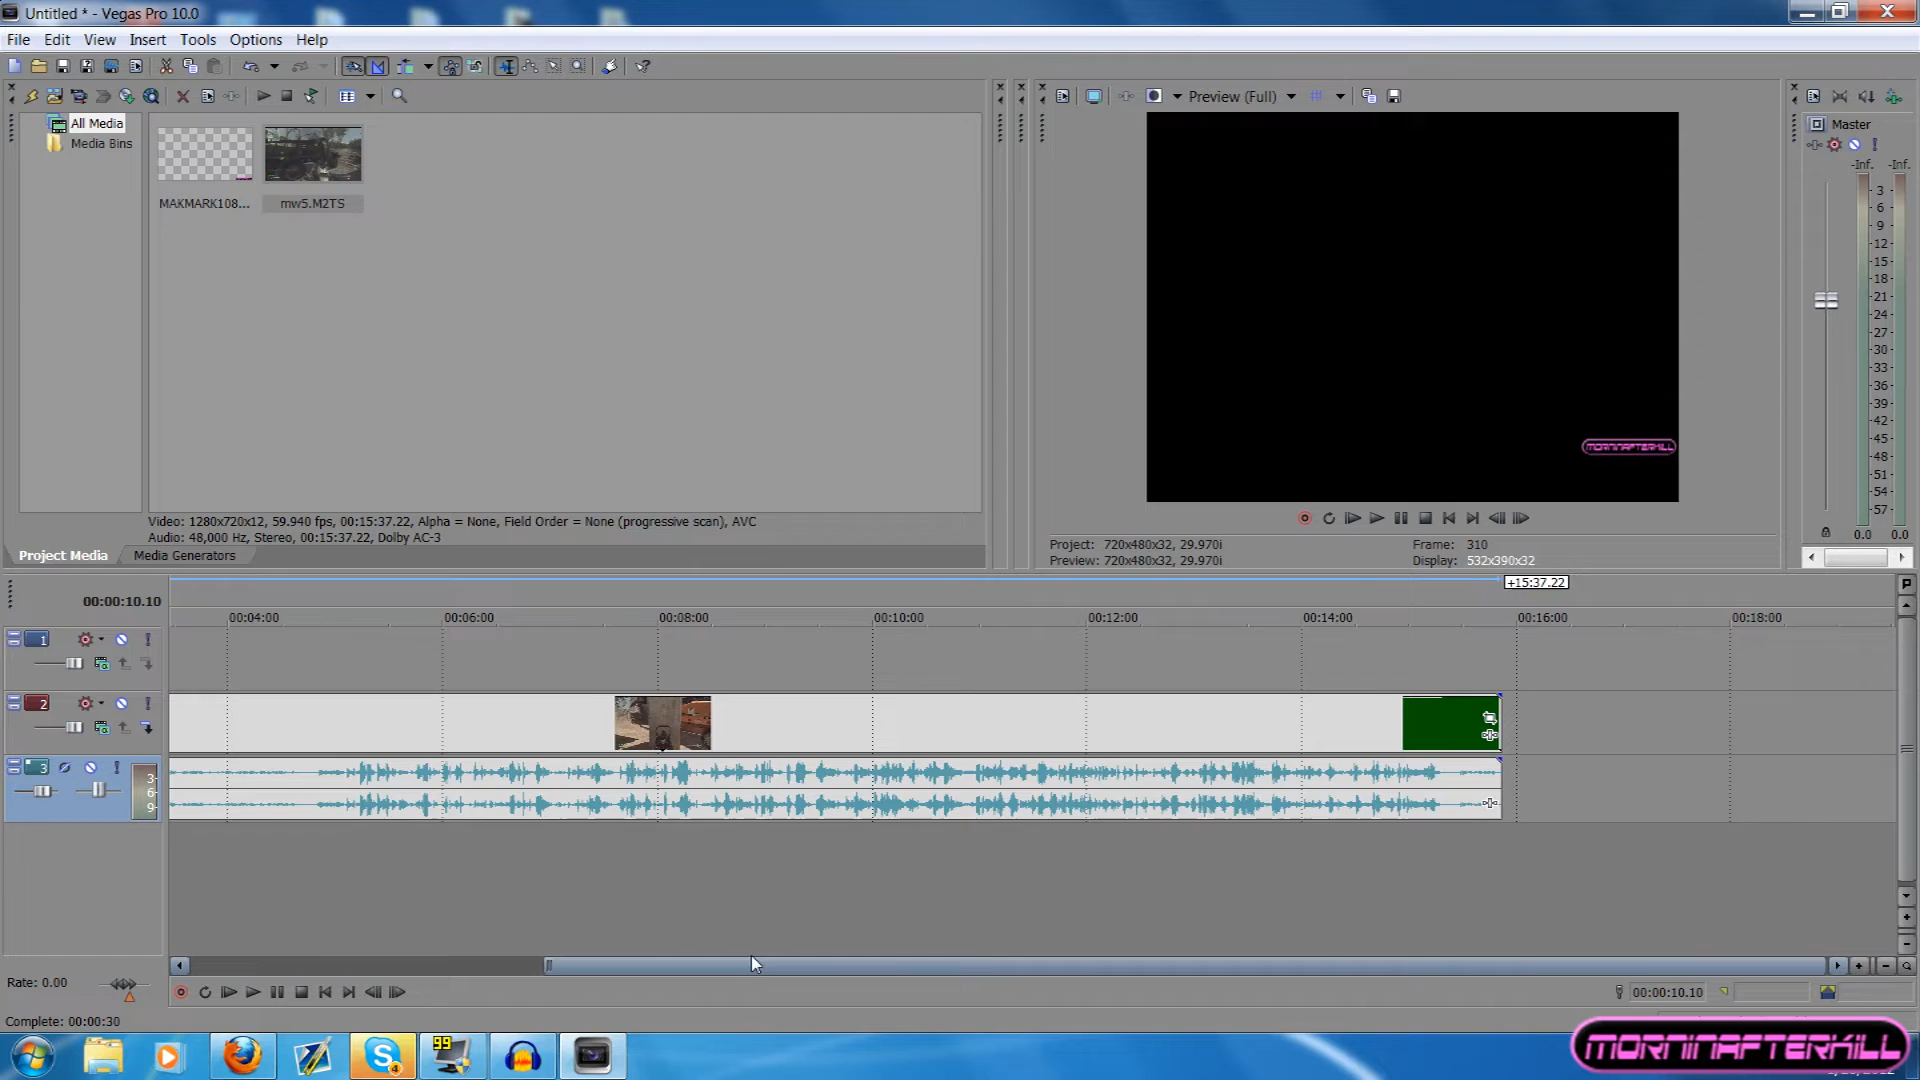 Untitled * - Vegas Pro 10.0
File Edit View Insert Tools Options Help
Preview (Full)
All Media
Media Bins
MAKMARK108...
mw5.M2TS
Master
-Inf. -Inf.
3
6
9
12
15
18
21
24
27
30
33
36
39
42
45
48
51
54
57
0.0 0.0
MORNINAFTERKILL
Video: 1280x720x12, 59.940 fps, 00:15:37.22, Alpha = None, Field Order = None (progressive scan), AVC
Audio: 48,000 Hz, Stereo, 00:15:37.22, Dolby AC-3
Project Media Media Generators
Project: 720x480x32, 29.970i
Preview: 720x480x32, 29.970i
Frame: 310
Display: 532x390x32
+15:37.22
00:00:10.10
00:04:00 00:06:00 00:08:00 00:10:00 00:12:00 00:14:00 00:16:00 00:18:00
1
2
3
3
6
9
Rate: 0.00
00:00:10.10
Complete: 00:00:30
99
4
MORNINAFTERKILL